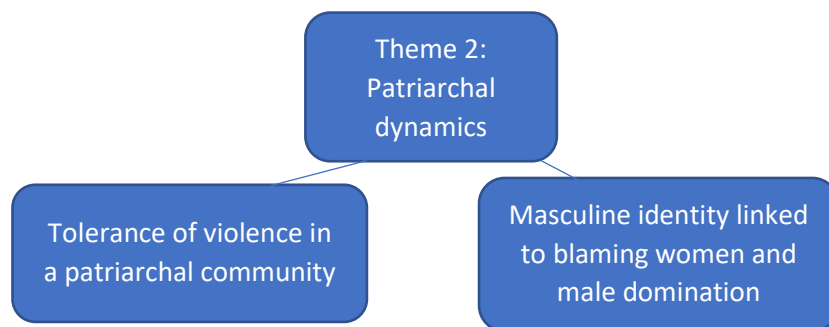 Theme 2:
Patriarchal
dynamics
Tolerance of violence in
a patriarchal community
Masculine identity linked
to blaming women and
male domination